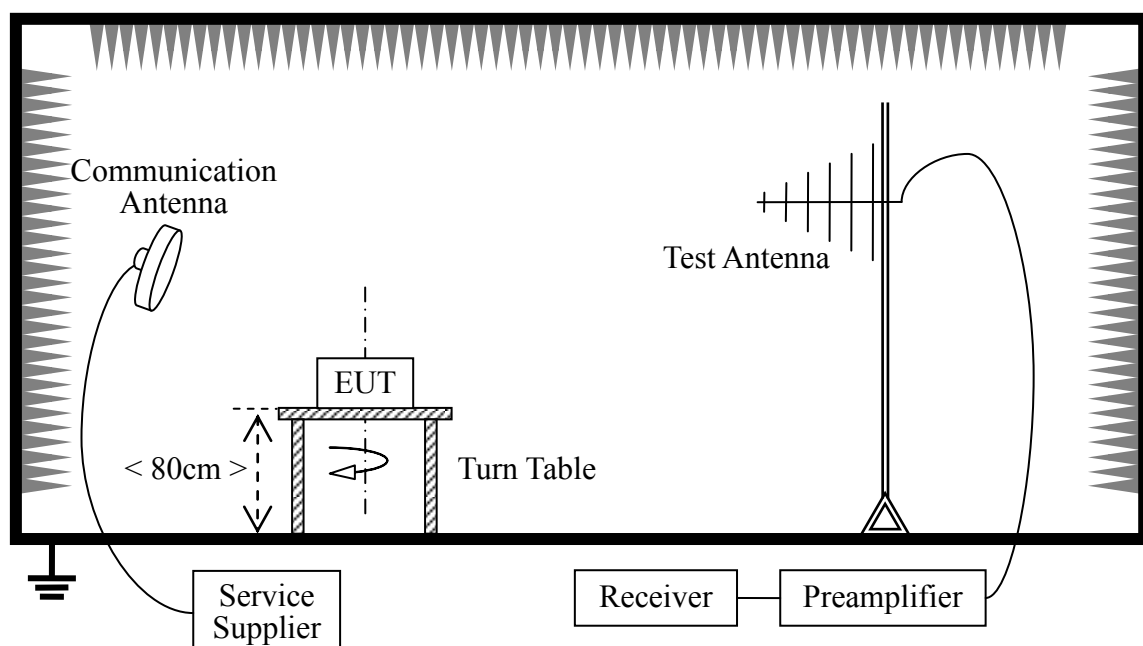 Communication
Antenna
Test Antenna
EUT
< 80cm >
Turn Table
Service
Supplier
Receiver
Preamplifier